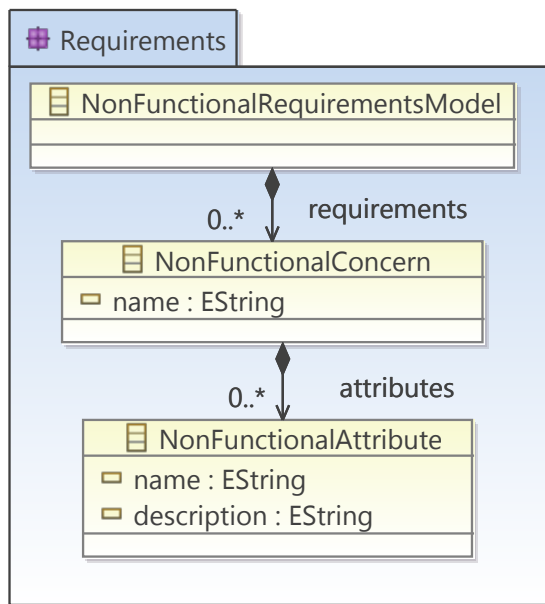 Requirements
NonFunctionalRequirementsModel
0..* requirements
NonFunctionalConcern
name : EString
0..* attributes
NonFunctionalAttribute
name : EString
description : EString